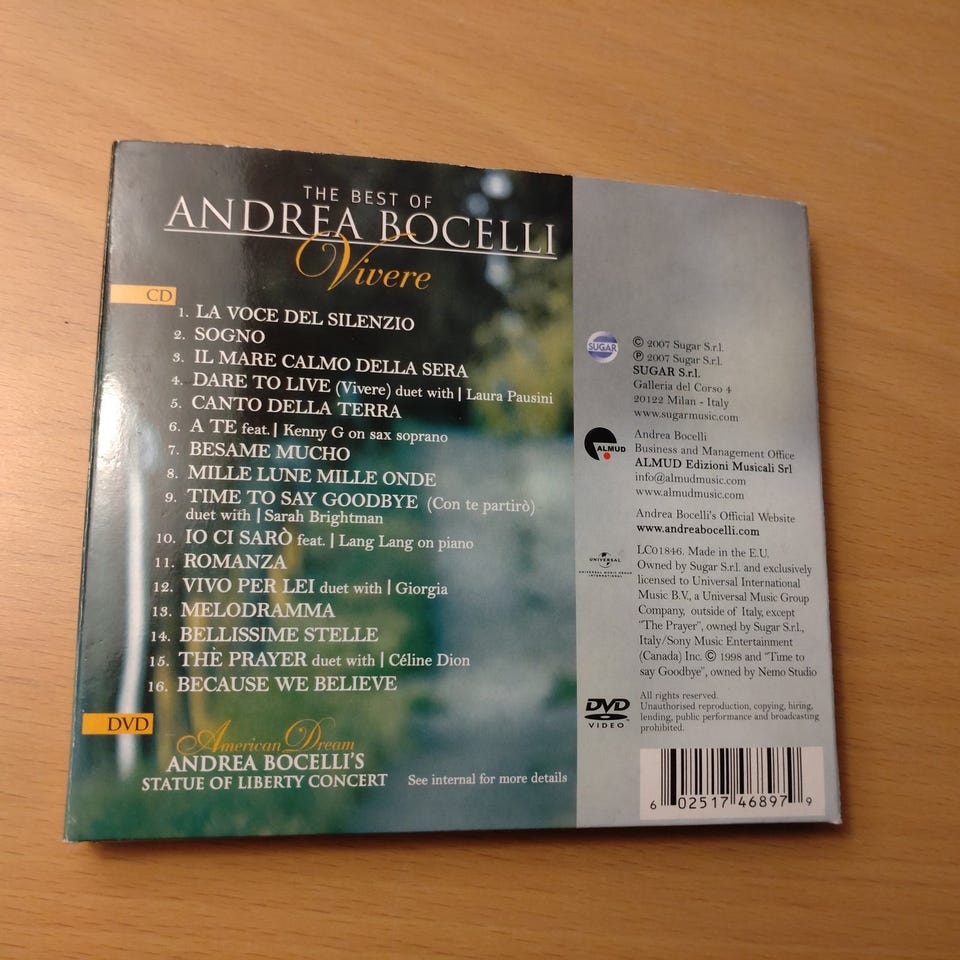 THE BEST OF
ANDREA BOCELLI
Vivere
CD
1. LA VOCE DEL SILENZIO
2. SOGNO
3. IL MARE CALMO DELLA SERA
4. DARE TO LIVE (Vivere) duet with | Laura Pausini
5. CANTO DELLA TERRA
6. A TE feat. | Kenny G on sax soprano
7. BESAME MUCHO
8. MILLE LUNE MILLE ONDE
9. TIME TO SAY GOODBYE (Con te partirò)
duet with | Sarah Brightman
10. IO CI SARÒ feat. | Lang Lang on piano
11. ROMANZA
12. VIVO PER LEI duet with | Giorgia
13. MELODRAMMA
14. BELLISSIME STELLE
15. THE PRAYER duet with | Céline Dion
16. BECAUSE WE BELIEVE
DVD
American Dream
ANDREA BOCELLI'S
STATUE OF LIBERTY CONCERT See internal for more details
SUGAR
© 2007 Sugar S.r.l.
℗ 2007 Sugar S.r.l.
SUGAR S.r.l.
Galleria del Corso 4
20122 Milan - Italy
www.sugarmusic.com
ALMUD
Andrea Bocelli
Business and Management Office
ALMUD Edizioni Musicali Srl
info@almudmusic.com
www.almudmusic.com
Andrea Bocelli's Official Website
www.andreabocelli.com
UNIVERSAL
UNIVERSAL MUSIC GROUP
INTERNATIONAL
LC01846. Made in the E.U.
Owned by Sugar S.r.l. and exclusively
licensed to Universal International
Music B.V., a Universal Music Group
Company, outside of Italy, except
"The Prayer", owned by Sugar S.r.l.,
Italy/Sony Music Entertainment
(Canada) Inc. © 1998 and "Time to
say Goodbye", owned by Nemo Studio
DVD
VIDEO
All rights reserved.
Unauthorised reproduction, copying, hiring,
lending, public performance and broadcasting
prohibited.
6 02517 46897 9